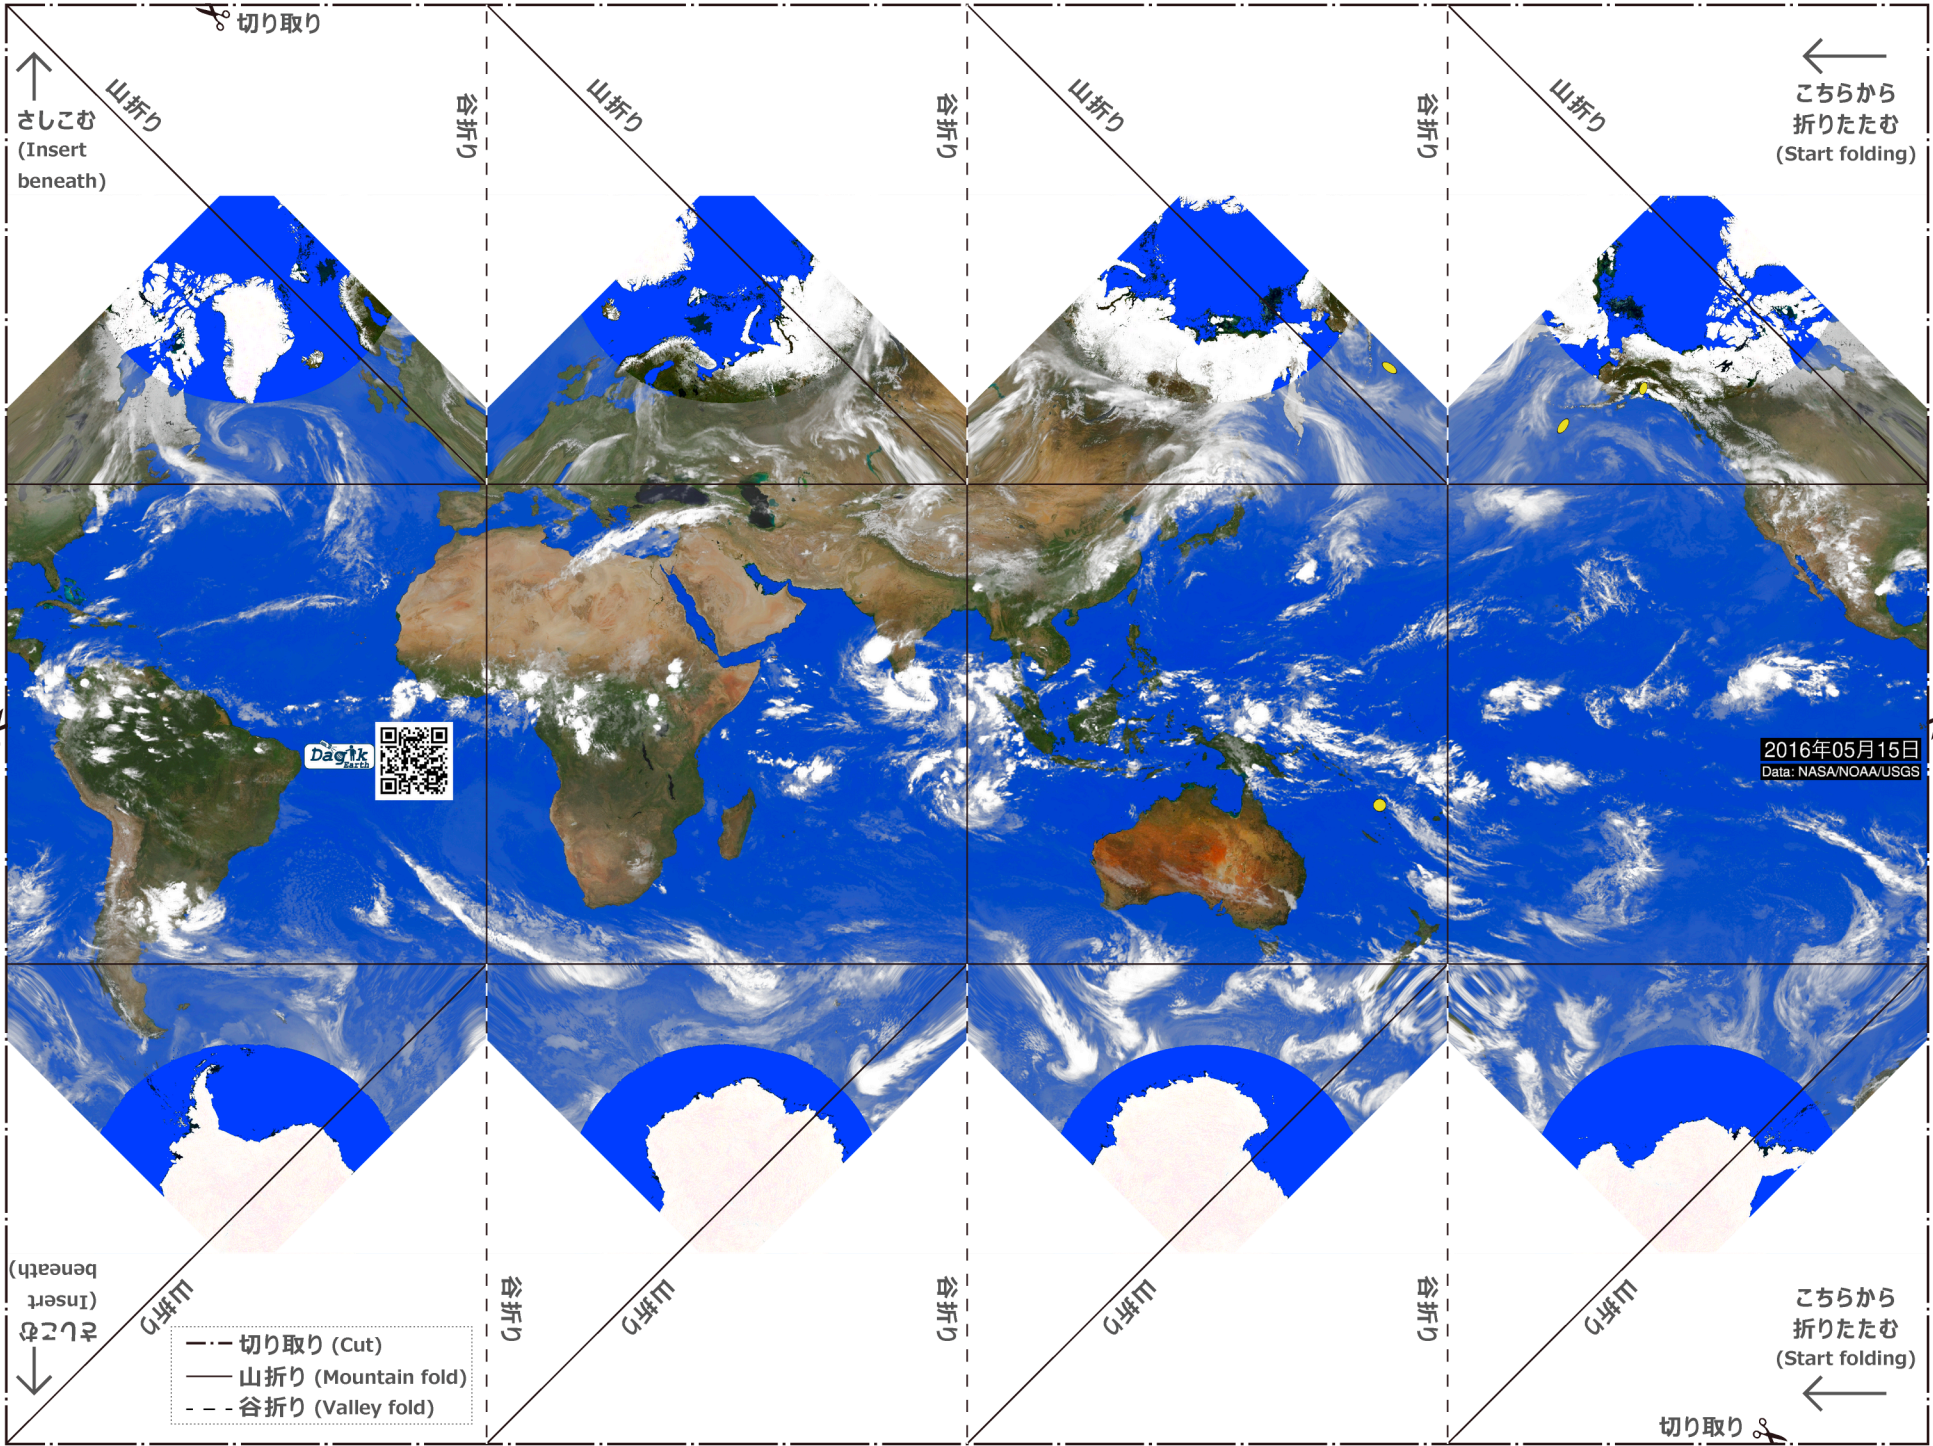 切り取り
山折り
谷折り
山折り
谷折り
山折り
谷折り
山折り
さしこむ
(Insert
beneath)
こちらから
折りたたむ
(Start folding)
Dagik
Earth
2016年05月15日
Data: NASA/NOAA/USGS
さしこむ
(Insert
beneath)
山折り
谷折り
山折り
谷折り
山折り
谷折り
山折り
切り取り (Cut)
山折り (Mountain fold)
谷折り (Valley fold)
こちらから
折りたたむ
(Start folding)
切り取り